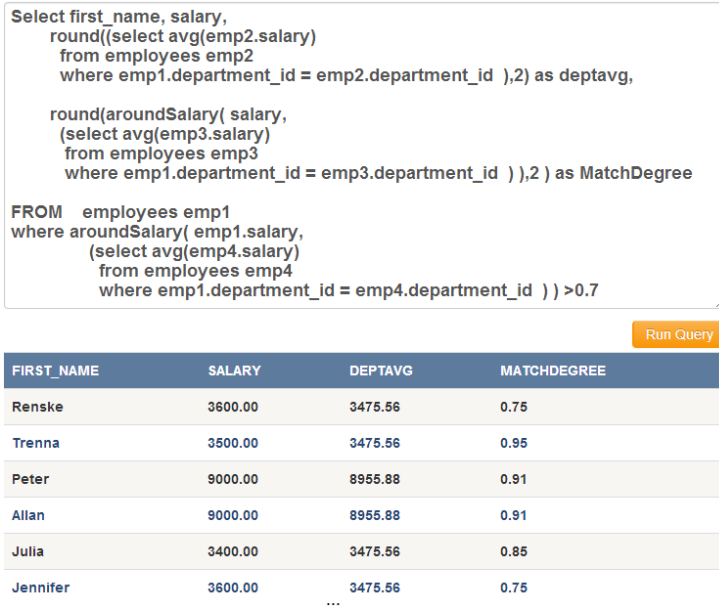 Select first_name, salary,
round((select avg(emp2.salary)
from employees emp2
where emp1.department_id = emp2.department_id ),2) as deptavg,
round(aroundSalary( salary,
(select avg(emp3.salary)
from employees emp3
where emp1.department_id = emp3.department_id ) ),2 ) as MatchDegree
FROM employees emp1
where aroundSalary( emp1.salary,
(select avg(emp4.salary)
from employees emp4
where emp1.department_id = emp4.department_id ) ) >0.7
Run Query
FIRST_NAME SALARY DEPTAVG MATCHDEGREE
Renske 3600.00 3475.56 0.75
Trenna 3500.00 3475.56 0.95
Peter 9000.00 8955.88 0.91
Allan 9000.00 8955.88 0.91
Julia 3400.00 3475.56 0.85
Jennifer 3600.00 3475.56 0.75
...